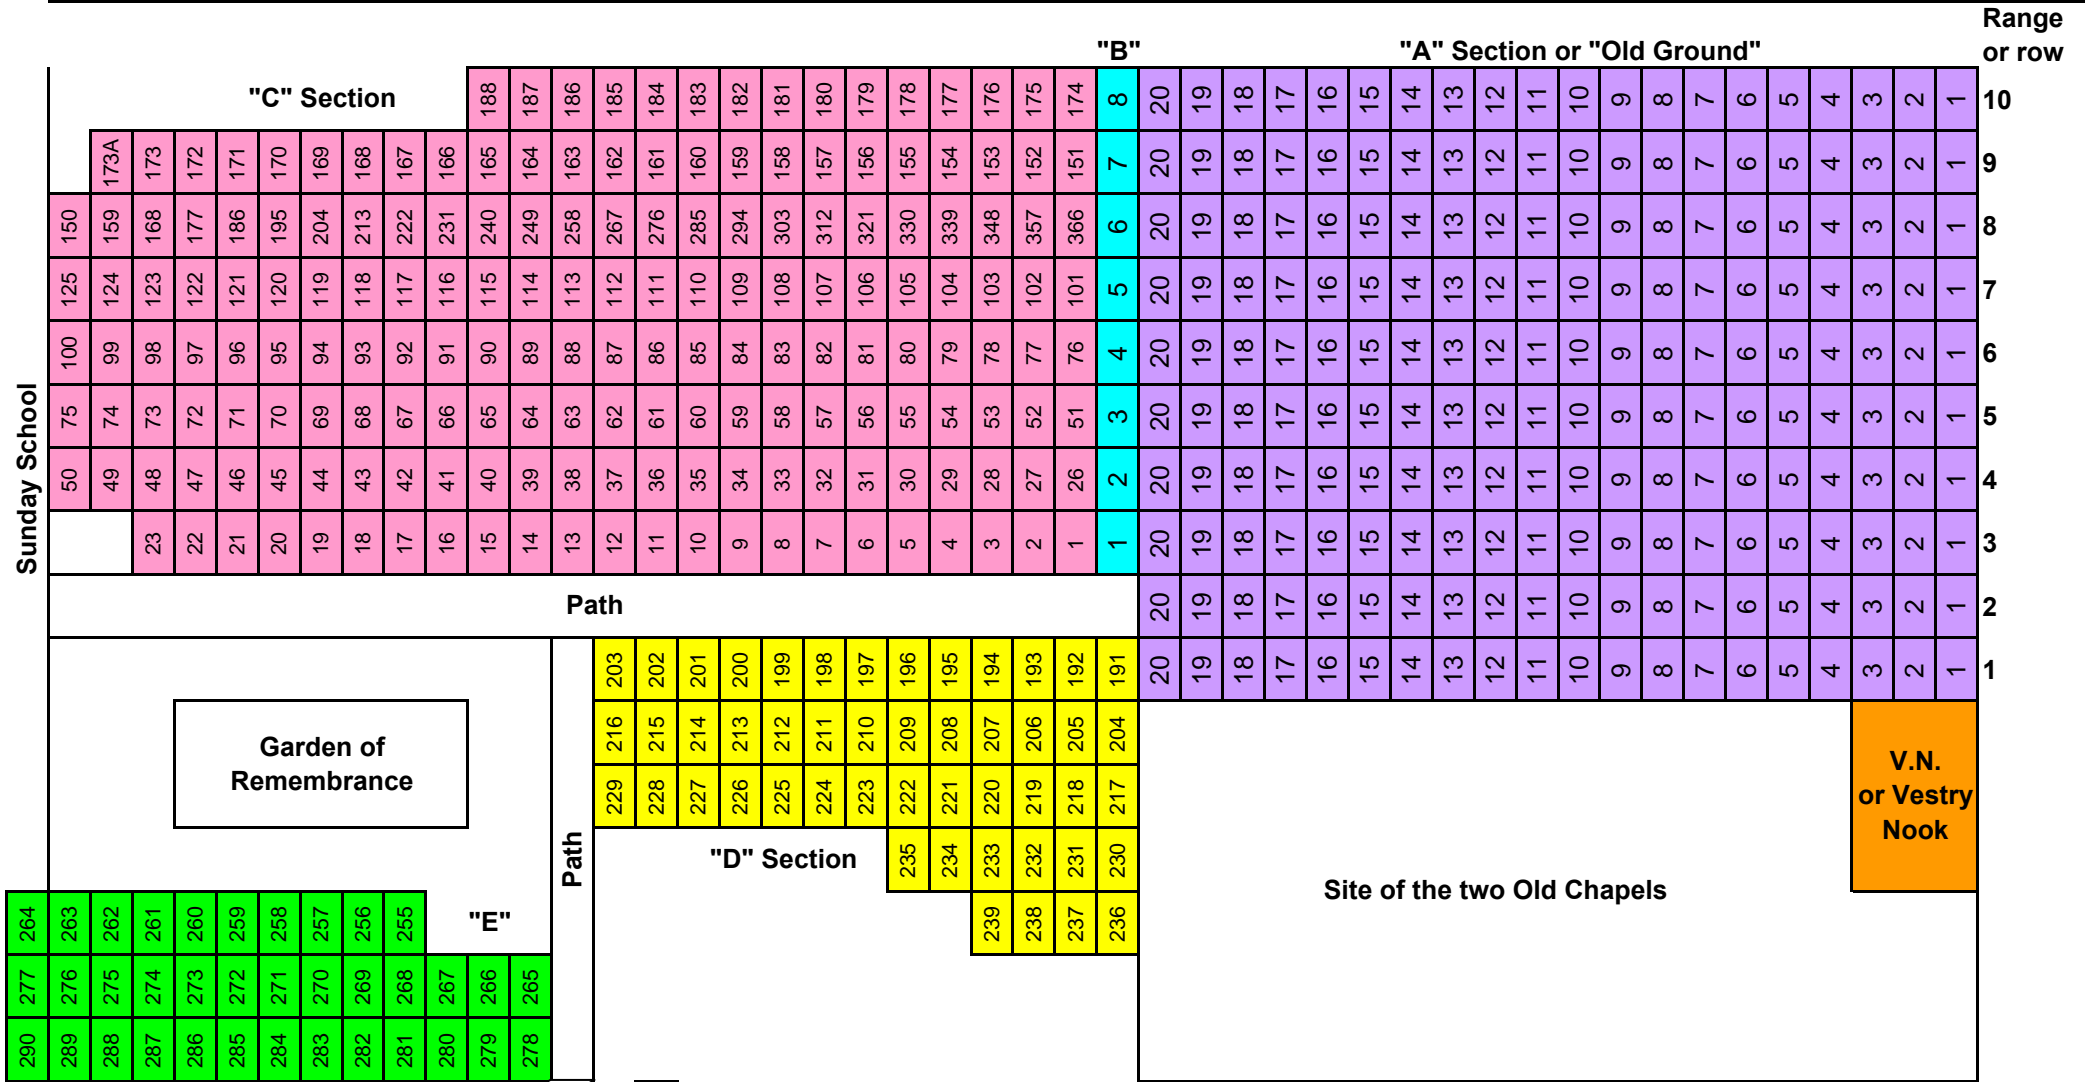 Range
"B" "A" Section or "Old Ground" or row
"C" Section 188 187 186 185 184 183 182 181 180 179 178 177 176 175 174 8 20 19 18 17 16 15 14 13 12 11 10 9 8 7 6 5 4 3 2 1 10
173A 173 172 171 170 169 168 167 166 165 164 163 162 161 160 159 158 157 156 155 154 153 152 151 7 20 19 18 17 16 15 14 13 12 11 10 9 8 7 6 5 4 3 2 1 9
150 159 168 177 186 195 204 213 222 231 240 249 258 267 276 285 294 303 312 321 330 339 348 357 366 6 20 19 18 17 16 15 14 13 12 11 10 9 8 7 6 5 4 3 2 1 8
125 124 123 122 121 120 119 118 117 116 115 114 113 112 111 110 109 108 107 106 105 104 103 102 101 5 20 19 18 17 16 15 14 13 12 11 10 9 8 7 6 5 4 3 2 1 7
100 99 98 97 96 95 94 93 92 91 90 89 88 87 86 85 84 83 82 81 80 79 78 77 76 4 20 19 18 17 16 15 14 13 12 11 10 9 8 7 6 5 4 3 2 1 6
75 74 73 72 71 70 69 68 67 66 65 64 63 62 61 60 59 58 57 56 55 54 53 52 51 3 20 19 18 17 16 15 14 13 12 11 10 9 8 7 6 5 4 3 2 1 5
50 49 48 47 46 45 44 43 42 41 40 39 38 37 36 35 34 33 32 31 30 29 28 27 26 2 20 19 18 17 16 15 14 13 12 11 10 9 8 7 6 5 4 3 2 1 4
Sunday School
23 22 21 20 19 18 17 16 15 14 13 12 11 10 9 8 7 6 5 4 3 2 1 1 20 19 18 17 16 15 14 13 12 11 10 9 8 7 6 5 4 3 2 1 3
Path 20 19 18 17 16 15 14 13 12 11 10 9 8 7 6 5 4 3 2 1 2
203 202 201 200 199 198 197 196 195 194 193 192 191 20 19 18 17 16 15 14 13 12 11 10 9 8 7 6 5 4 3 2 1 1
Garden of
Remembrance
216 215 214 213 212 211 210 209 208 207 206 205 204
229 228 227 226 225 224 223 222 221 220 219 218 217
V.N.
or Vestry
Nook
Path
"D" Section 235 234 233 232 231 230
Site of the two Old Chapels
264 263 262 261 260 259 258 257 256 255 "E" 239 238 237 236
277 276 275 274 273 272 271 270 269 268 267 266 265
290 289 288 287 286 285 284 283 282 281 280 279 278